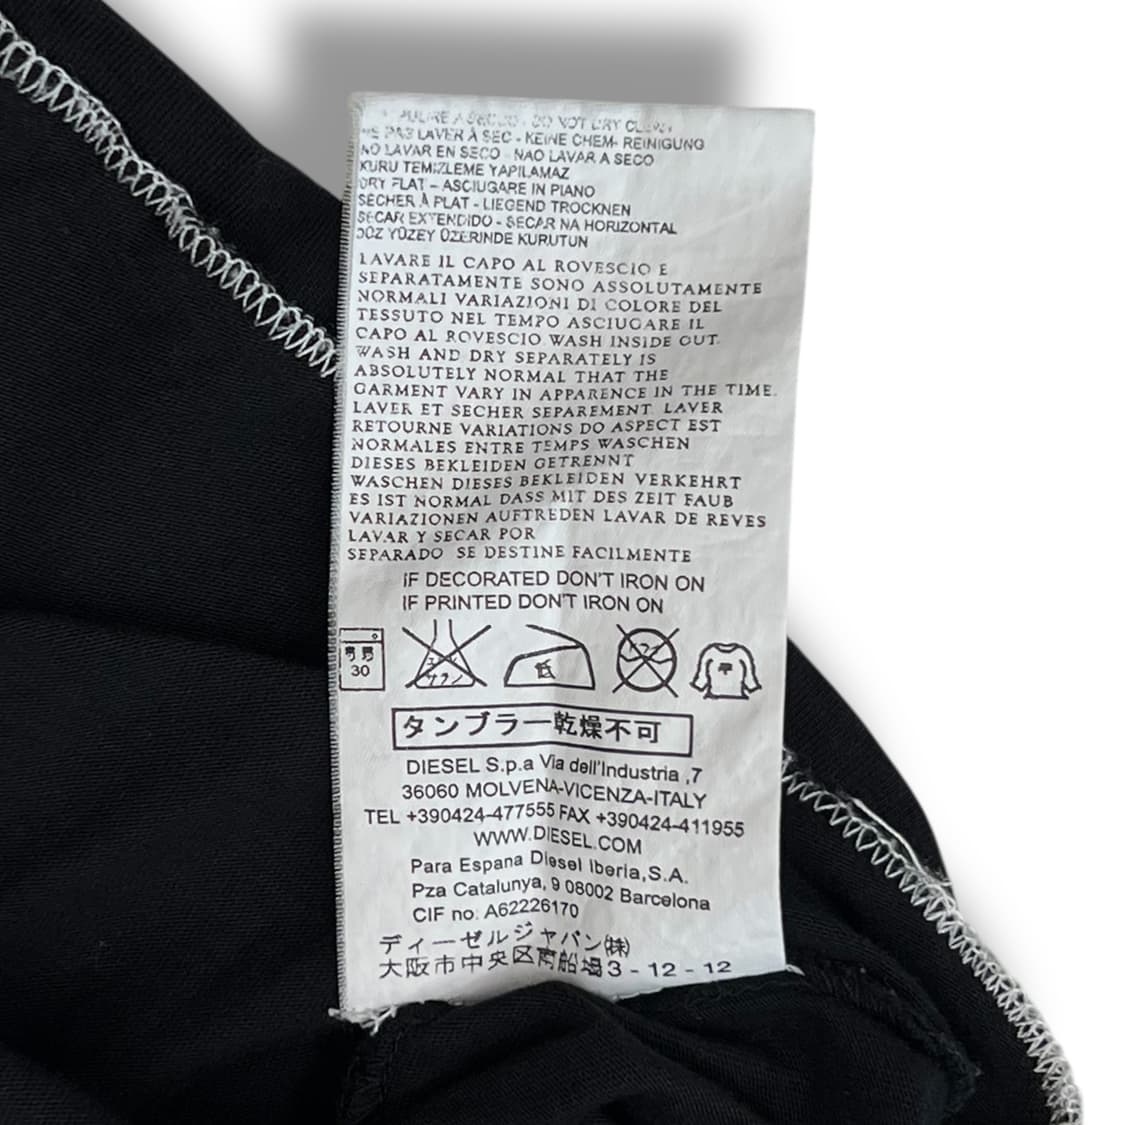 DO NOT DRY CLEAN
NE PAS LAVER À SEC - KEINE CHEM- REINIGUNG
NO LAVAR EN SECO - NAO LAVAR A SECO
KURU TEMIZLEME YAPILAMAZ
DRY FLAT - ASCIUGARE IN PIANO
SÉCHER À PLAT - LIEGEND TROCKNEN
SECAR EXTENDIDO - SECAR NA HORIZONTAL
DÜZ YÜZEY ÜZERINDE KURUTUN
LAVARE IL CAPO AL ROVESCIO E
SEPARATAMENTE SONO ASSOLUTAMENTE
NORMALI VARIAZIONI DI COLORE DEL
TESSUTO NEL TEMPO ASCIUGARE IL
CAPO AL ROVESCIO WASH INSIDE OUT.
WASH AND DRY SEPARATELY IS
ABSOLUTELY NORMAL THAT THE
GARMENT VARY IN APPARENCE IN THE TIME.
LAVER ET SECHER SEPAREMENT. LAVER
RETOURNE VARIATIONS DO ASPECT EST
NORMALES ENTRE TEMPS WASCHEN
DIESES BEKLEIDEN GETRENNT
WASCHEN DIESES BEKLEIDEN VERKEHRT
ES IST NORMAL DASS MIT DES ZEIT FAUB
VARIAZIONEN AUFTREDEN LAVAR DE REVES
LAVAR Y SECAR POR
SEPARADO SE DESTINE FACILMENTE
IF DECORATED DON'T IRON ON
IF PRINTED DON'T IRON ON
30 低
タンブラー乾燥不可
DIESEL S.p.a Via dell'Industria ,7
36060 MOLVENA-VICENZA-ITALY
TEL +390424-477555 FAX +390424-411955
WWW.DIESEL.COM
Para Espana Diesel Iberia,S.A.
Pza Catalunya, 9 08002 Barcelona
CIF no: A62226170
ディーゼルジャパン(株)
大阪市中央区南船場3 - 12 - 12